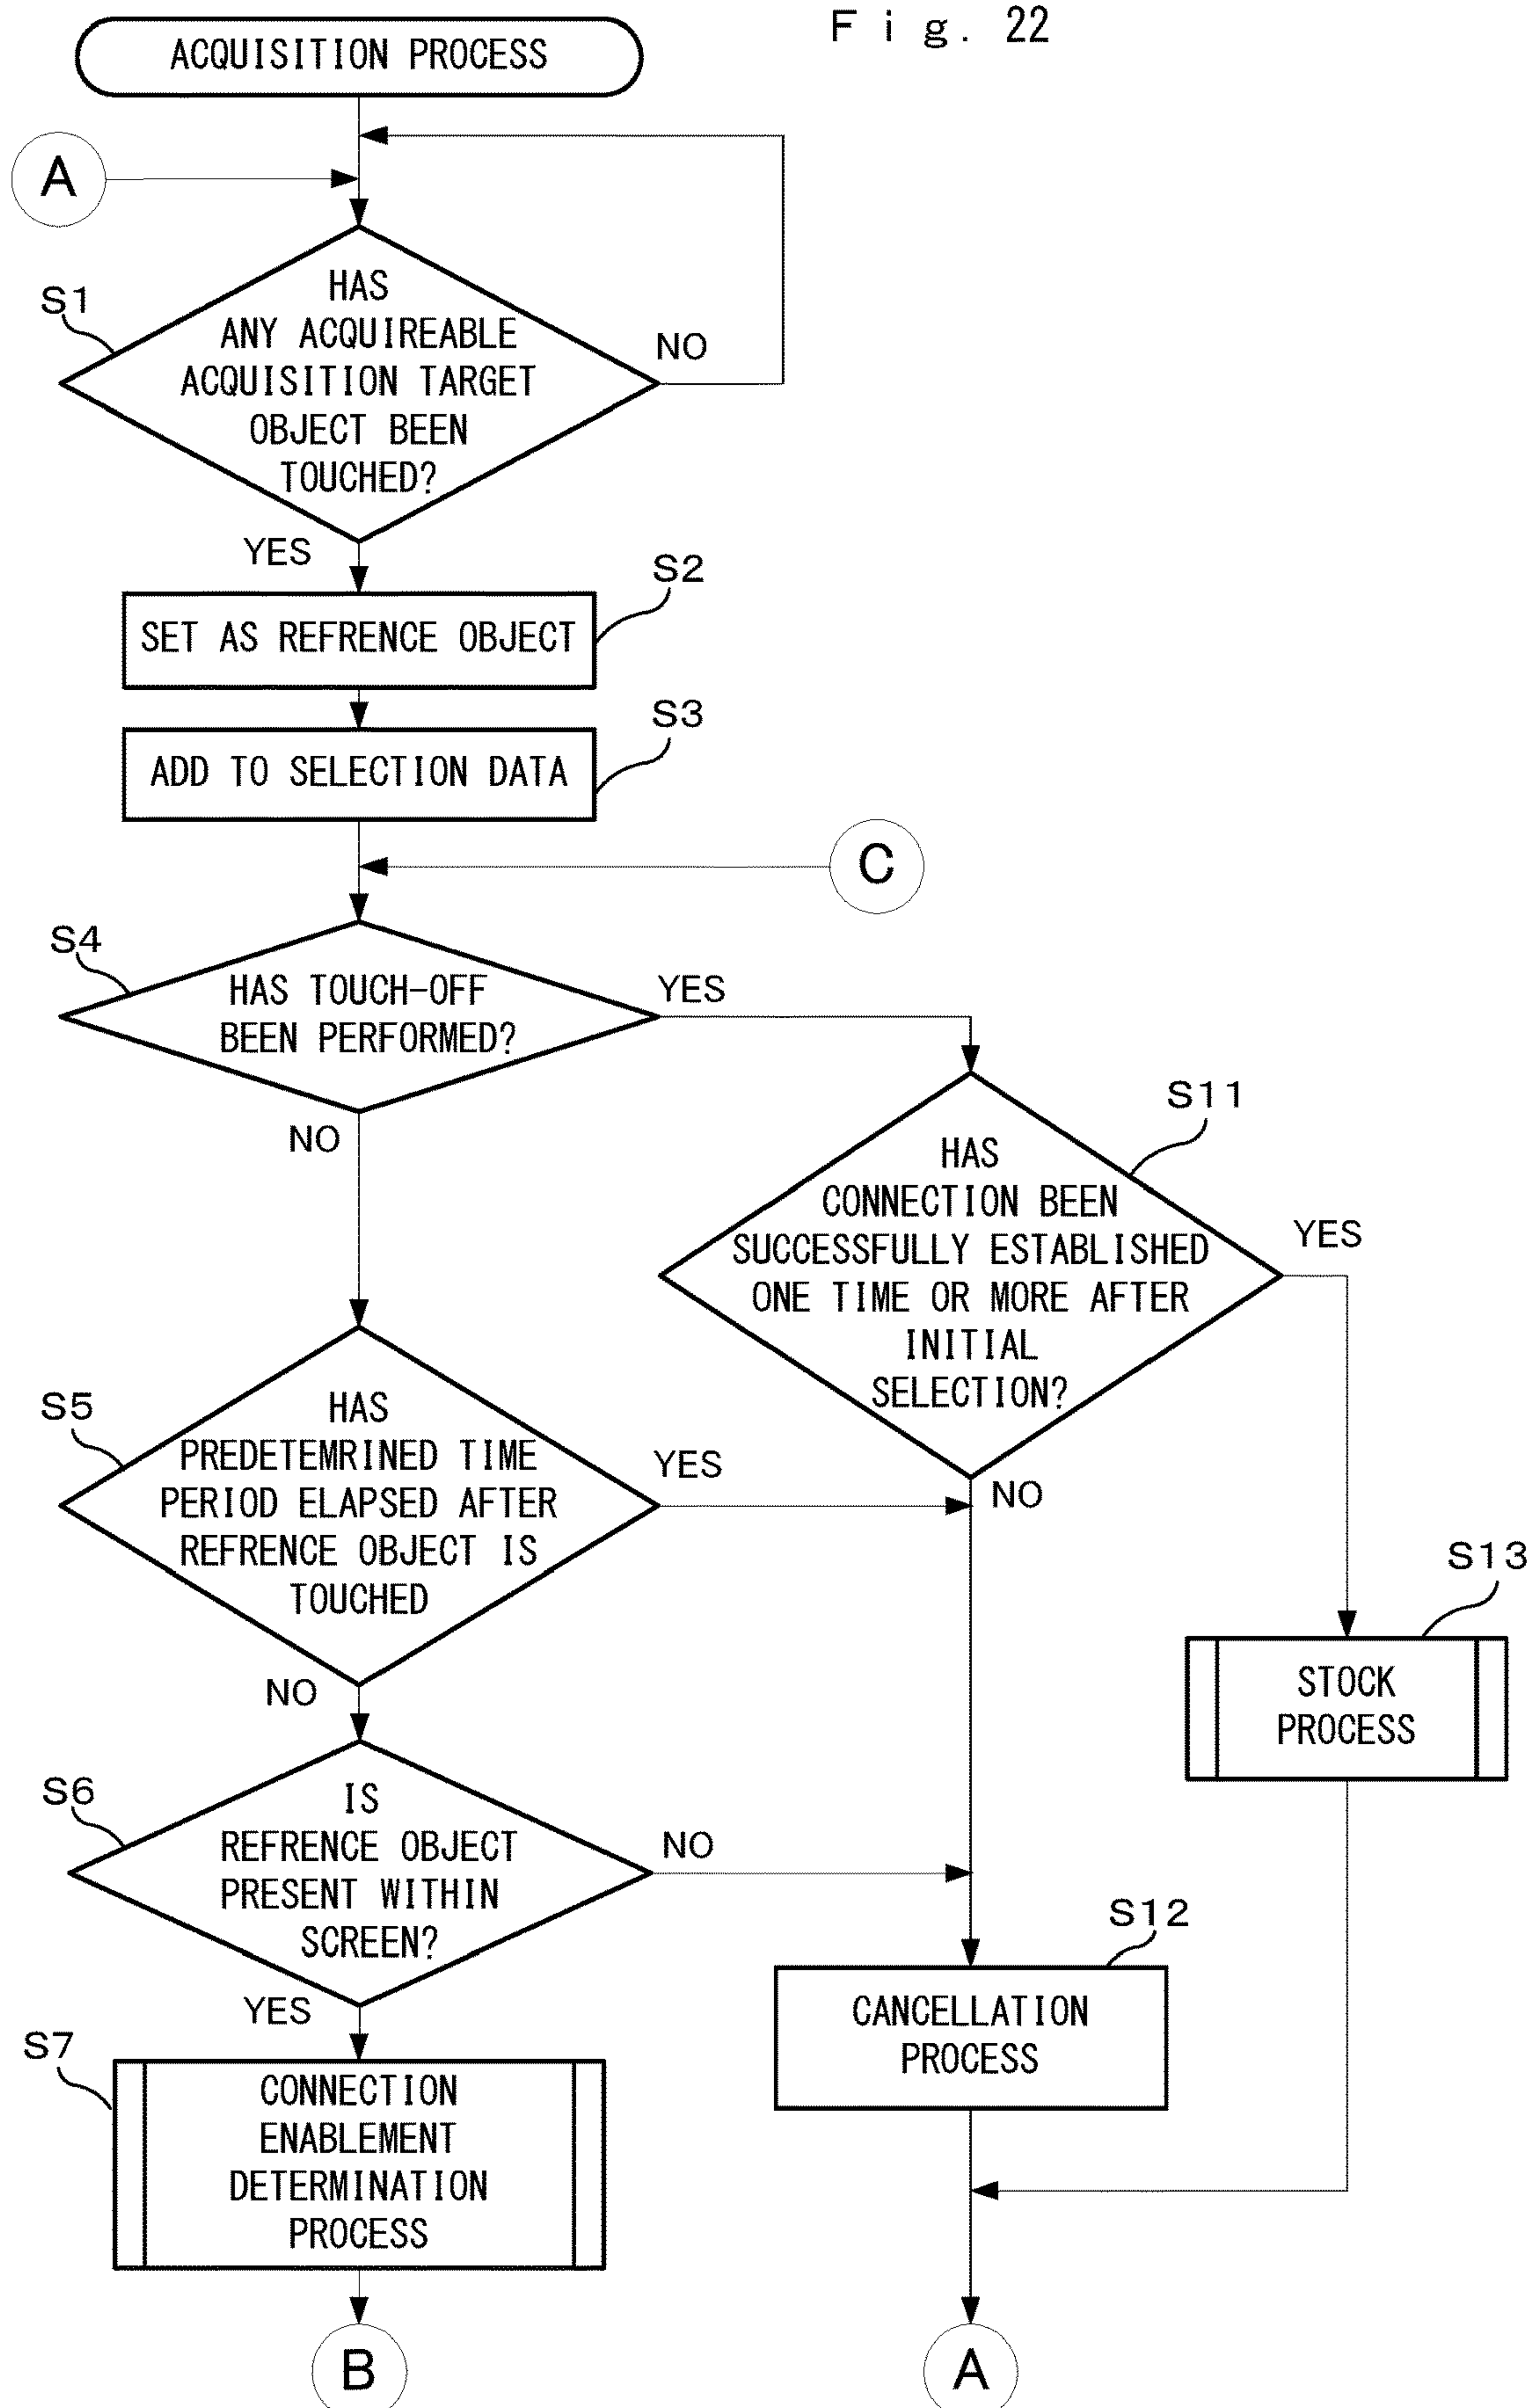 Fig. 22
ACQUISITION PROCESS
A
S1
HAS
ANY ACQUIREABLE
ACQUISITION TARGET
OBJECT BEEN
TOUCHED?
NO
YES
S2
SET AS REFRENCE OBJECT
S3
ADD TO SELECTION DATA
C
S4
HAS TOUCH-OFF
BEEN PERFORMED?
YES
NO
S11
HAS
CONNECTION BEEN
SUCCESSFULLY ESTABLISHED
ONE TIME OR MORE AFTER
INITIAL
SELECTION?
YES
NO
S5
HAS
PREDETEMRINED TIME
PERIOD ELAPSED AFTER
REFRENCE OBJECT IS
TOUCHED
YES
NO
S13
STOCK
PROCESS
S6
IS
REFRENCE OBJECT
PRESENT WITHIN
SCREEN?
NO
YES
S12
CANCELLATION
PROCESS
S7
CONNECTION
ENABLEMENT
DETERMINATION
PROCESS
B
A